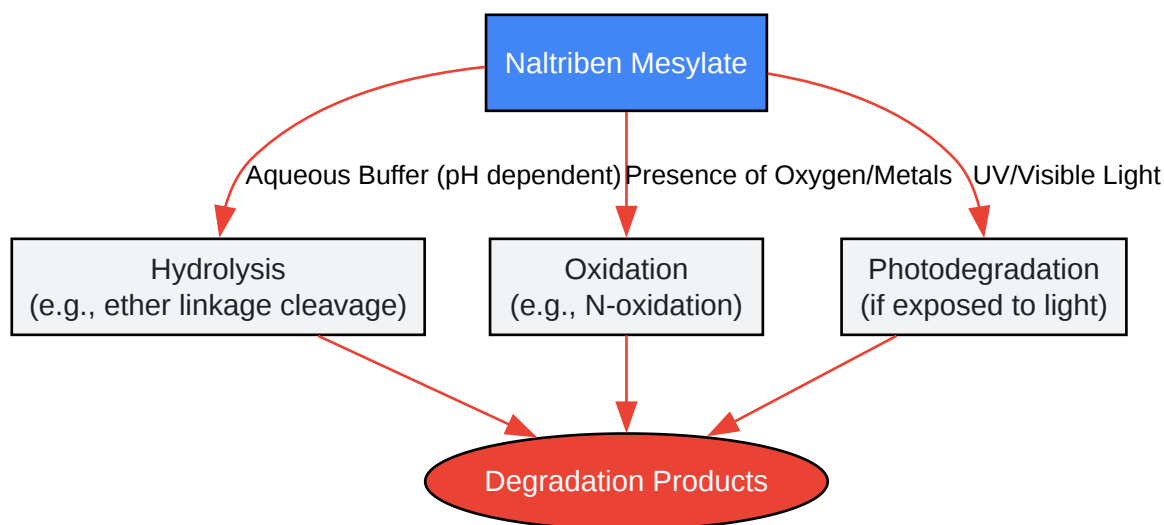 Naltriben Mesylate
Aqueous Buffer (pH dependent)
Presence of Oxygen/Metals
UV/Visible Light
Hydrolysis
(e.g., ether linkage cleavage)
Oxidation
(e.g., N-oxidation)
Photodegradation
(if exposed to light)
Degradation Products